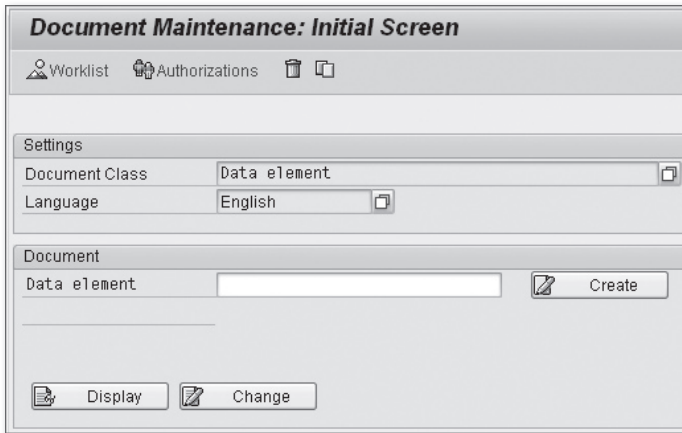 Document Maintenance: Initial Screen
Worklist Authorizations
Settings
Document Class Data element
Language English
Document
Data element Create
Display Change